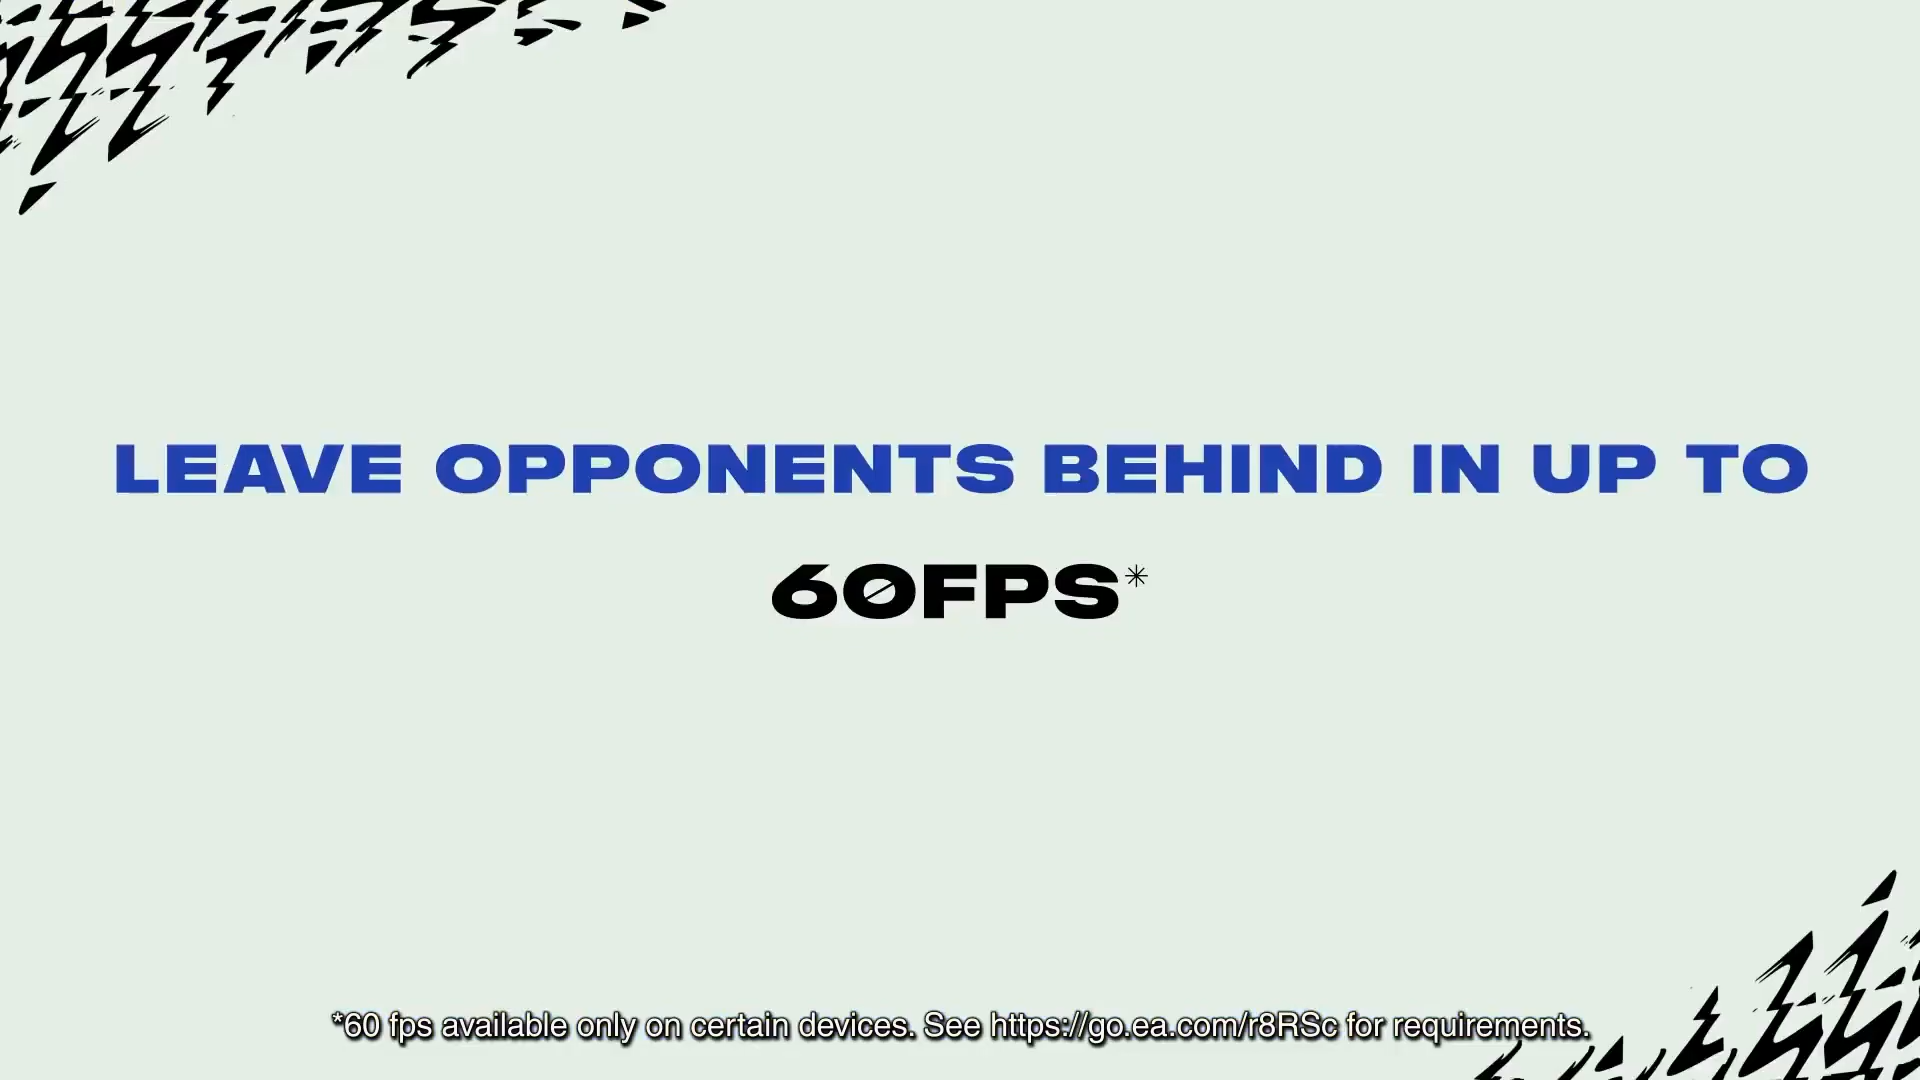 LEAVE OPPONENTS BEHIND IN UP TO
60FPS*
*60 fps available only on certain devices. See https://go.ea.com/r8RSc for requirements.